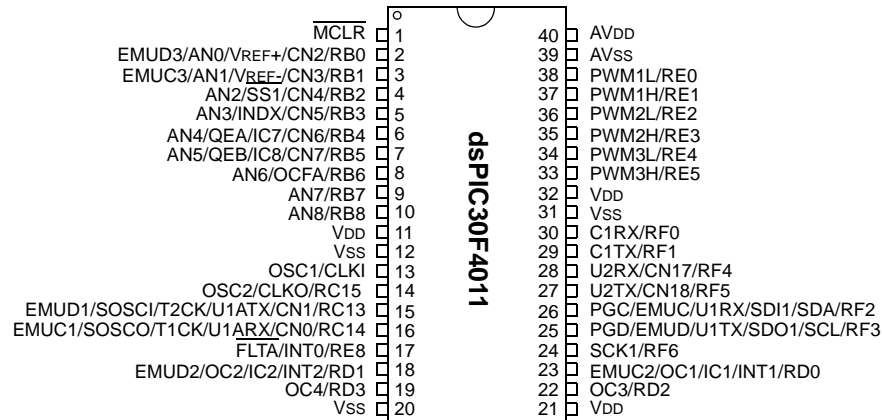 MCLR 1 40 AVDD
EMUD3/AN0/VREF+/CN2/RB0 2 39 AVSS
EMUC3/AN1/VREF-/CN3/RB1 3 38 PWM1L/RE0
AN2/SS1/CN4/RB2 4 37 PWM1H/RE1
AN3/INDX/CN5/RB3 5 36 PWM2L/RE2
AN4/QEA/IC7/CN6/RB4 6 35 PWM2H/RE3
AN5/QEB/IC8/CN7/RB5 7 34 PWM3L/RE4
AN6/OCFA/RB6 8 33 PWM3H/RE5
AN7/RB7 9 32 VDD
AN8/RB8 10 31 VSS
VDD 11 30 C1RX/RF0
VSS 12 29 C1TX/RF1
OSC1/CLKI 13 28 U2RX/CN17/RF4
OSC2/CLKO/RC15 14 27 U2TX/CN18/RF5
EMUD1/SOSCI/T2CK/U1ATX/CN1/RC13 15 26 PGC/EMUC/U1RX/SDI1/SDA/RF2
EMUC1/SOSCO/T1CK/U1ARX/CN0/RC14 16 25 PGD/EMUD/U1TX/SDO1/SCL/RF3
FLTA/INT0/RE8 17 24 SCK1/RF6
EMUD2/OC2/IC2/INT2/RD1 18 23 EMUC2/OC1/IC1/INT1/RD0
OC4/RD3 19 22 OC3/RD2
VSS 20 21 VDD
dsPIC30F4011